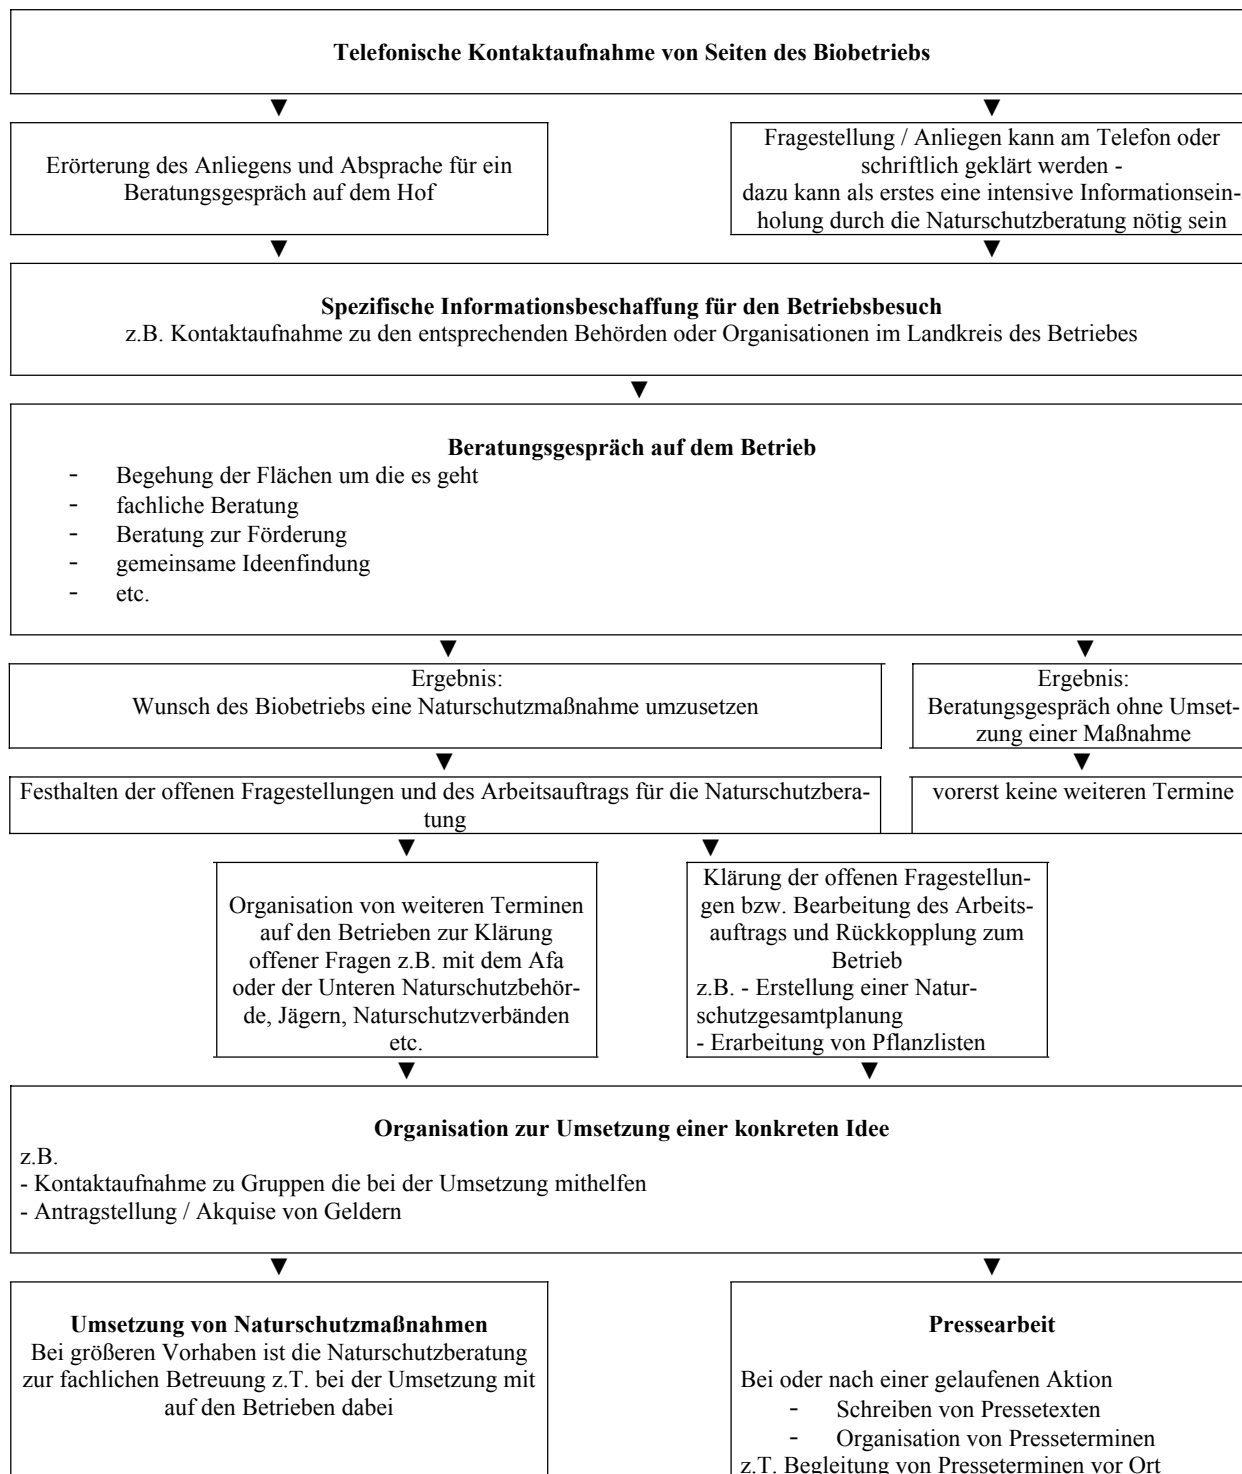 Telefonische Kontaktaufnahme von Seiten des Biobetriebs
▼ ▼
Erörterung des Anliegens und Absprache für ein
Beratungsgespräch auf dem Hof
Fragestellung / Anliegen kann am Telefon oder
schriftlich geklärt werden -
dazu kann als erstes eine intensive Informationsein-
holung durch die Naturschutzberatung nötig sein
▼ ▼
Spezifische Informationsbeschaffung für den Betriebsbesuch
z.B. Kontaktaufnahme zu den entsprechenden Behörden oder Organisationen im Landkreis des Betriebes
▼
Beratungsgespräch auf dem Betrieb
- Begehung der Flächen um die es geht
- fachliche Beratung
- Beratung zur Förderung
- gemeinsame Ideenfindung
- etc.
▼ ▼
Ergebnis:
Wunsch des Biobetriebs eine Naturschutzmaßnahme umzusetzen
Ergebnis:
Beratungsgespräch ohne Umset-
zung einer Maßnahme
▼ ▼
Festhalten der offenen Fragestellungen und des Arbeitsauftrags für die Naturschutzbera-
tung
vorerst keine weiteren Termine
▼ ▼
Organisation von weiteren Terminen
auf den Betrieben zur Klärung
offener Fragen z.B. mit dem Afa
oder der Unteren Naturschutzbehör-
de, Jägern, Naturschutzverbänden
etc.
Klärung der offenen Fragestellun-
gen bzw. Bearbeitung des Arbeits-
auftrags und Rückkopplung zum
Betrieb
z.B. - Erstellung einer Natur-
schutzgesamtplanung
- Erarbeitung von Pflanzlisten
▼ ▼
Organisation zur Umsetzung einer konkreten Idee
z.B.
- Kontaktaufnahme zu Gruppen die bei der Umsetzung mithelfen
- Antragstellung / Akquise von Geldern
▼ ▼
Umsetzung von Naturschutzmaßnahmen
Bei größeren Vorhaben ist die Naturschutzberatung
zur fachlichen Betreuung z.T. bei der Umsetzung mit
auf den Betrieben dabei
Pressearbeit
Bei oder nach einer gelaufenen Aktion
- Schreiben von Pressetexten
- Organisation von Presseterminen
z.T. Begleitung von Presseterminen vor Ort